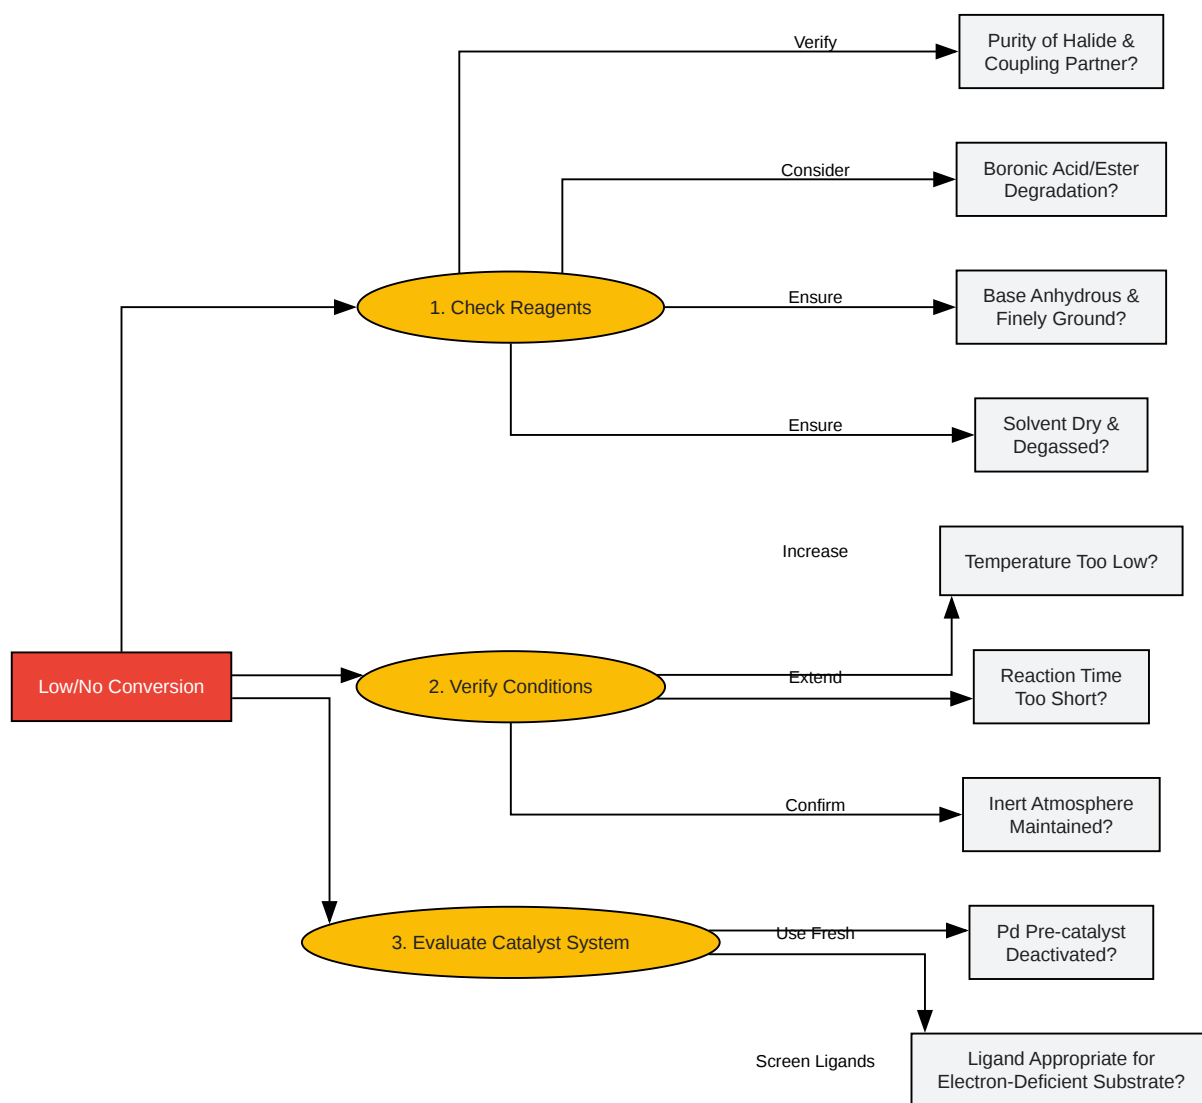 Verify
Purity of Halide &
Coupling Partner?
Consider
Boronic Acid/Ester
Degradation?
1. Check Reagents
Ensure
Base Anhydrous &
Finely Ground?
Ensure
Solvent Dry &
Degassed?
Increase
Temperature Too Low?
Low/No Conversion
2. Verify Conditions
Extend
Reaction Time
Too Short?
Confirm
Inert Atmosphere
Maintained?
3. Evaluate Catalyst System
Use Fresh
Pd Pre-catalyst
Deactivated?
Screen Ligands
Ligand Appropriate for
Electron-Deficient Substrate?